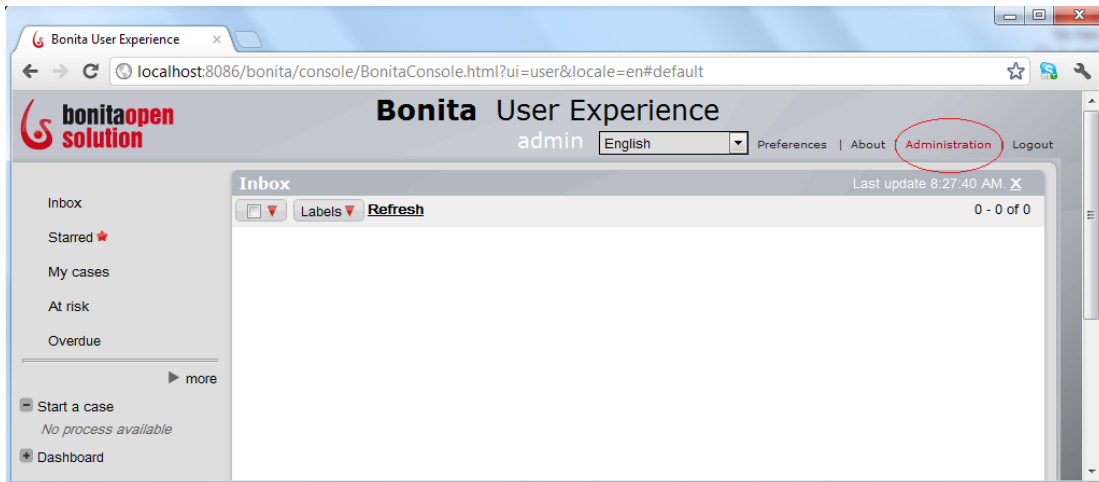 Bonita User Experience
localhost:8086/bonita/console/BonitaConsole.html?ui=user&locale=en#default
bonitaopen
solution
Bonita User Experience
admin English Preferences | About | Administration | Logout
Inbox Last update 8:27:40 AM. X
Labels Refresh 0 - 0 of 0
Inbox
Starred
My cases
At risk
Overdue
more
Start a case
No process available
Dashboard